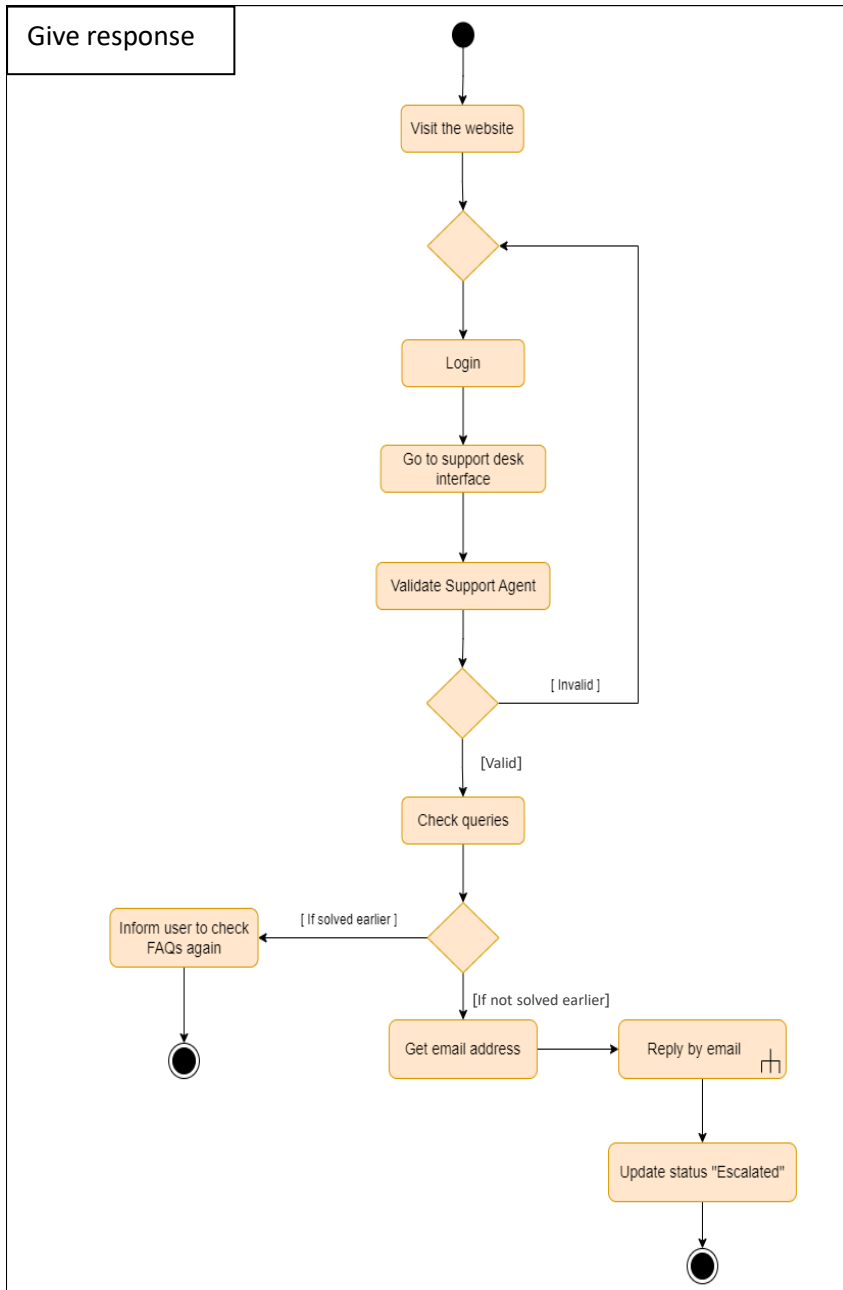 Give response
Visit the website
Login
Go to support desk
interface
Validate Support Agent
[ Invalid ]
[Valid]
Check queries
[ If solved earlier ]
Inform user to check
FAQs again
[If not solved earlier]
Get email address
Reply by email
Update status "Escalated"